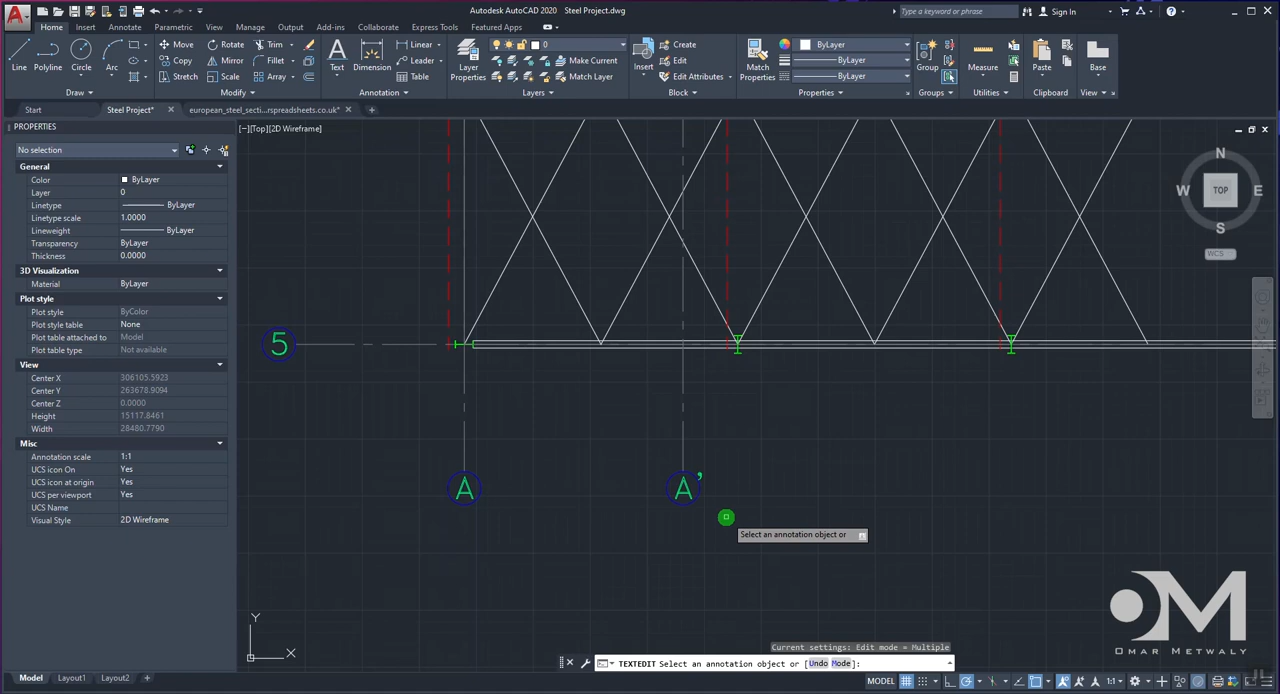 Autodesk AutoCAD 2020 Steel Project.dwg
Type a keyword or phrase
Sign In
Home Insert Annotate Parametric View Manage Output Add-ins Collaborate Express Tools Featured Apps
Line Polyline Circle Arc
Move Rotate Trim
Copy Mirror Fillet
Stretch Scale Array
Text Dimension
Linear
Leader
Table
Layer Properties
0
Make Current
Match Layer
Insert
Create
Edit
Edit Attributes
Match Properties
ByLayer
ByLayer
ByLayer
Group
Measure
Paste
Base
Draw Modify Annotation Layers Block Properties Groups Utilities Clipboard View
Start Steel Project* european_steel_secti...rspreadsheets.co.uk*
PROPERTIES
[−][Top][2D Wireframe]
No selection
General
Color ByLayer
Layer 0
Linetype ByLayer
Linetype scale 1.0000
Lineweight ByLayer
Transparency ByLayer
Thickness 0.0000
3D Visualization
Material ByLayer
Plot style
Plot style ByColor
Plot style table None
Plot table attached to Model
Plot table type Not available
View
Center X 306105.5923
Center Y 263678.9094
Center Z 0.0000
Height 15117.8461
Width 28480.7790
Misc
Annotation scale 1:1
UCS icon On Yes
UCS icon at origin Yes
UCS per viewport Yes
UCS Name
Visual Style 2D Wireframe
N
W TOP E
S
WCS
5
A A'
Select an annotation object or
Y
X
OM
OMAR METWALY
Current settings: Edit mode = Multiple
TEXTEDIT Select an annotation object or [Undo Mode]:
Model Layout1 Layout2
MODEL 1:1